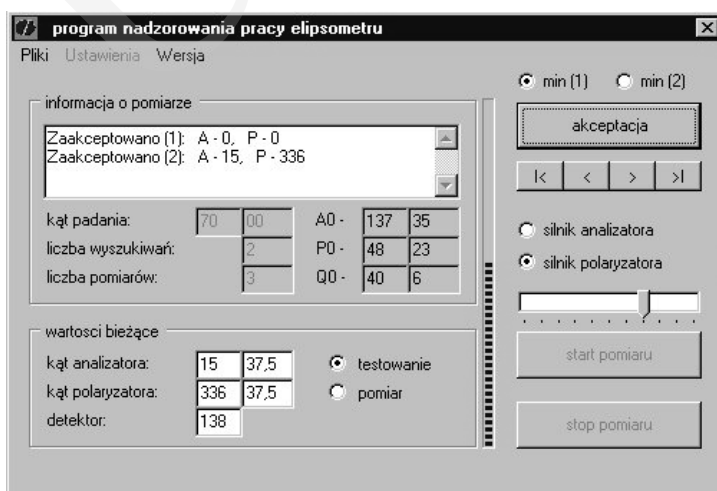 program nadzorowania pracy elipsometru
Pliki Ustawienia Wersja
informacja o pomiarze
Zaakceptowano (1): A - 0, P - 0
Zaakceptowano (2): A - 15, P - 336
kąt padania: 70 00 A0 - 137 35
liczba wyszukiwań: 2 P0 - 48 23
liczba pomiarów: 3 Q0 - 40 6
wartosci bieżące
kąt analizatora: 15 37,5 testowanie
kąt polaryzatora: 336 37,5 pomiar
detektor: 138
min (1) min (2)
akceptacja
|< < > >|
silnik analizatora
silnik polaryzatora
start pomiaru
stop pomiaru